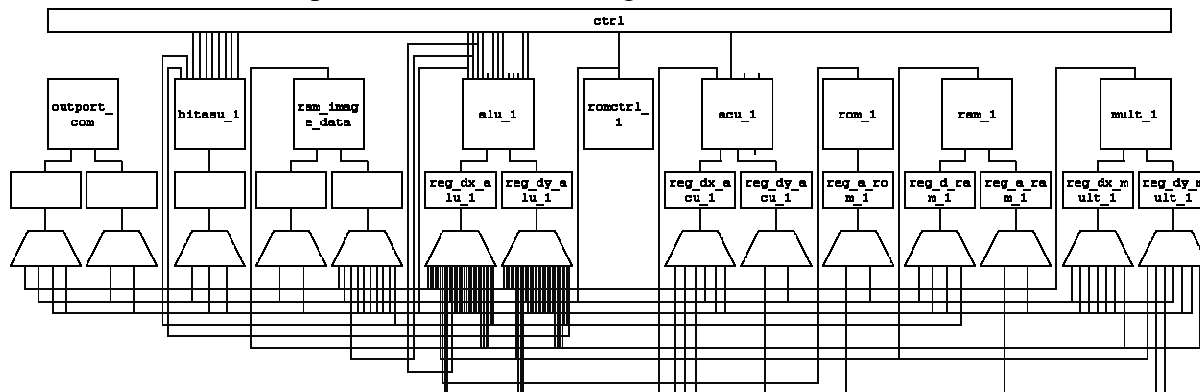 ctrl
outport_
com
bitasu_1
ram_imag
e_data
alu_1
romctrl_
1
acu_1
rom_1
ram_1
mult_1
reg_dx_a
lu_1
reg_dy_a
lu_1
reg_dx_a
cu_1
reg_dy_a
cu_1
reg_a_ro
m_1
reg_d_ra
m_1
reg_a_ra
m_1
reg_dx_m
ult_1
reg_dy_m
ult_1